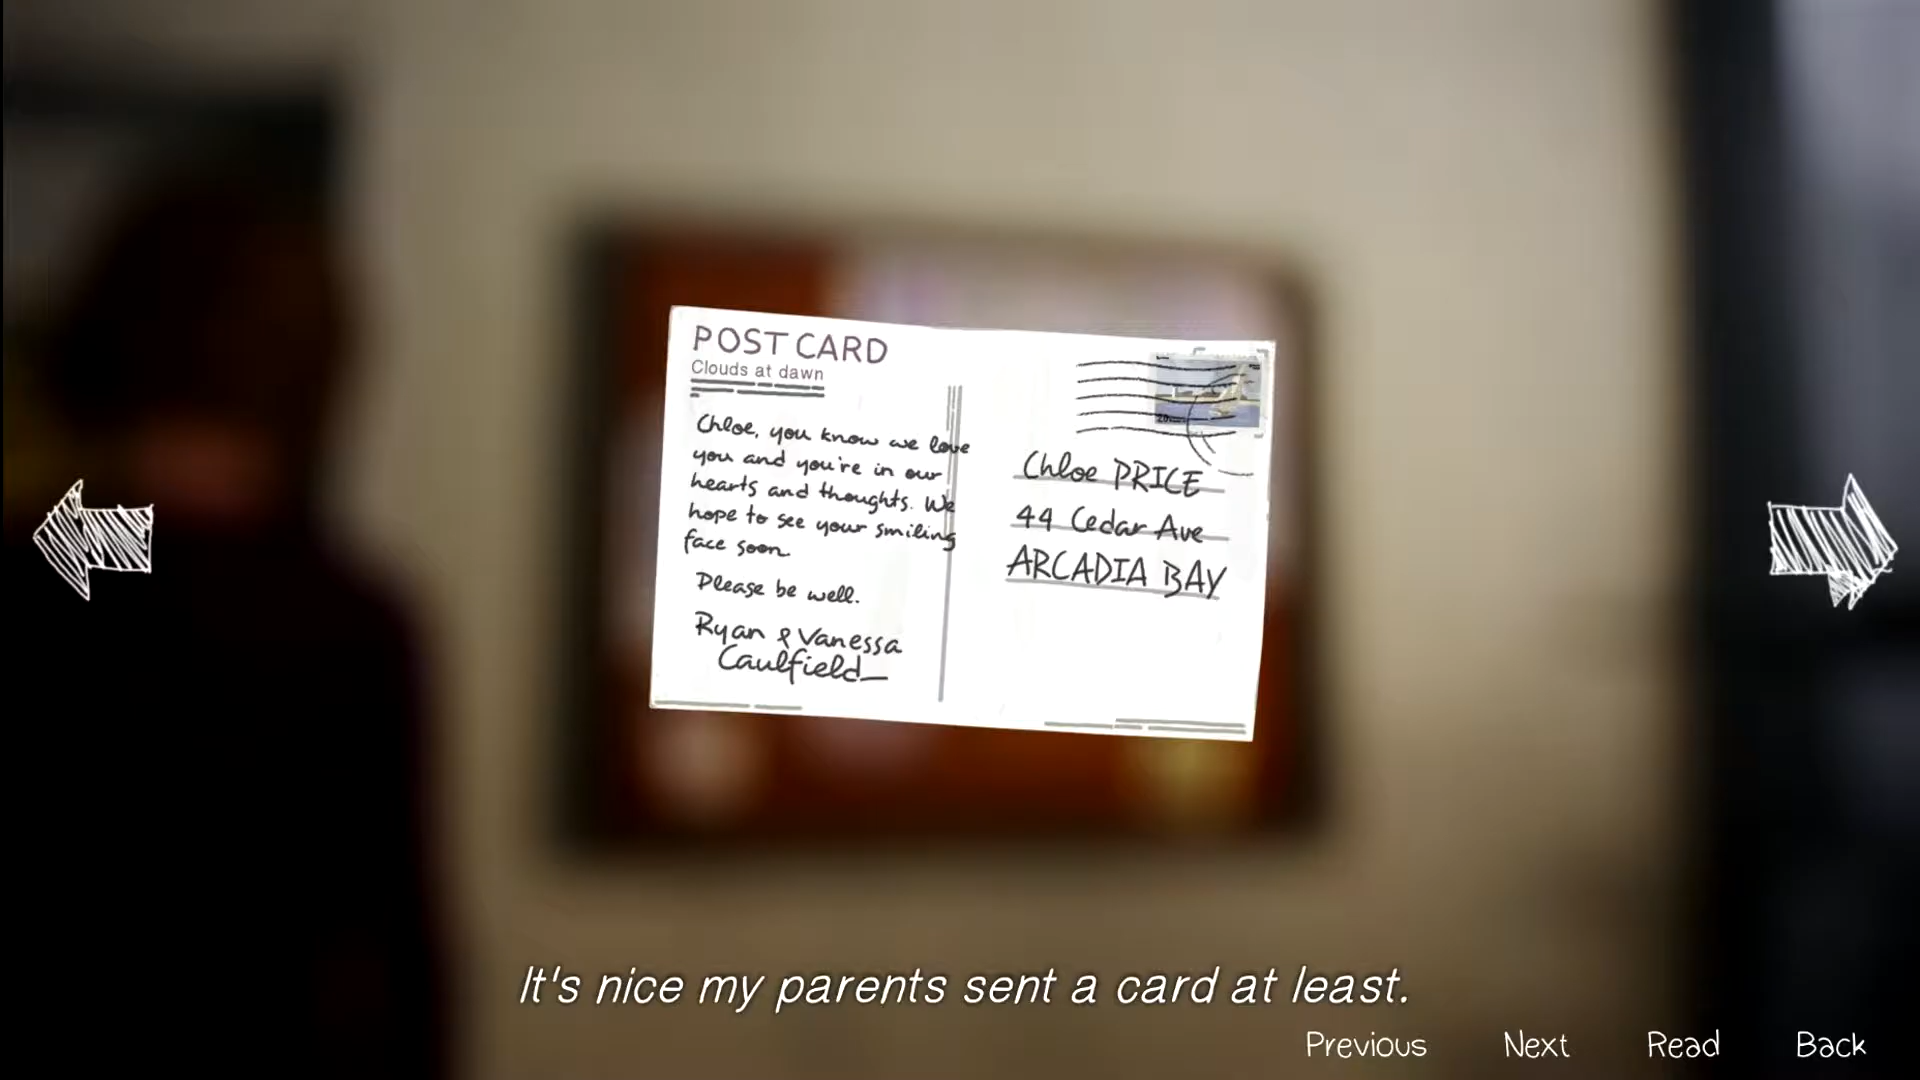 POST CARD
Clouds at dawn
Chloe, you know we love
you and you're in our
hearts and thoughts. We
hope to see your smiling
face soon.
Please be well.
Ryan & Vanessa
Caulfield
Chloe PRICE
44 Cedar Ave
ARCADIA BAY
It's nice my parents sent a card at least.
Previous Next Read Back